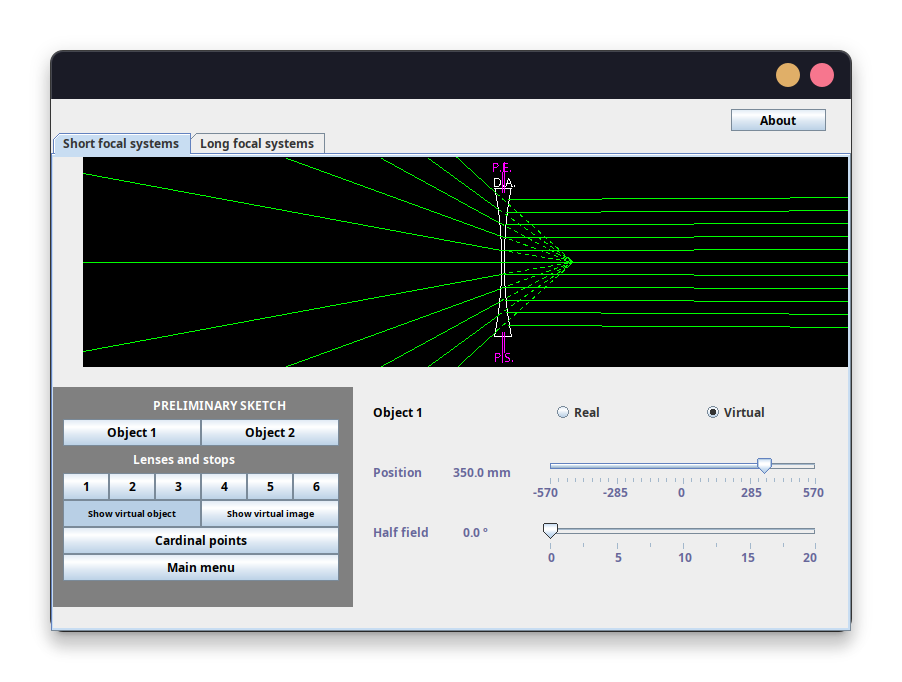 About
Short focal systems
Long focal systems
P.E.
D.A.
P.S.
PRELIMINARY SKETCH
Object 1
Object 2
Lenses and stops
1 2 3 4 5 6
Show virtual object
Show virtual image
Cardinal points
Main menu
Object 1
Real
Virtual
Position
350.0 mm
-570 -285 0 285 570
Half field
0.0 º
0 5 10 15 20